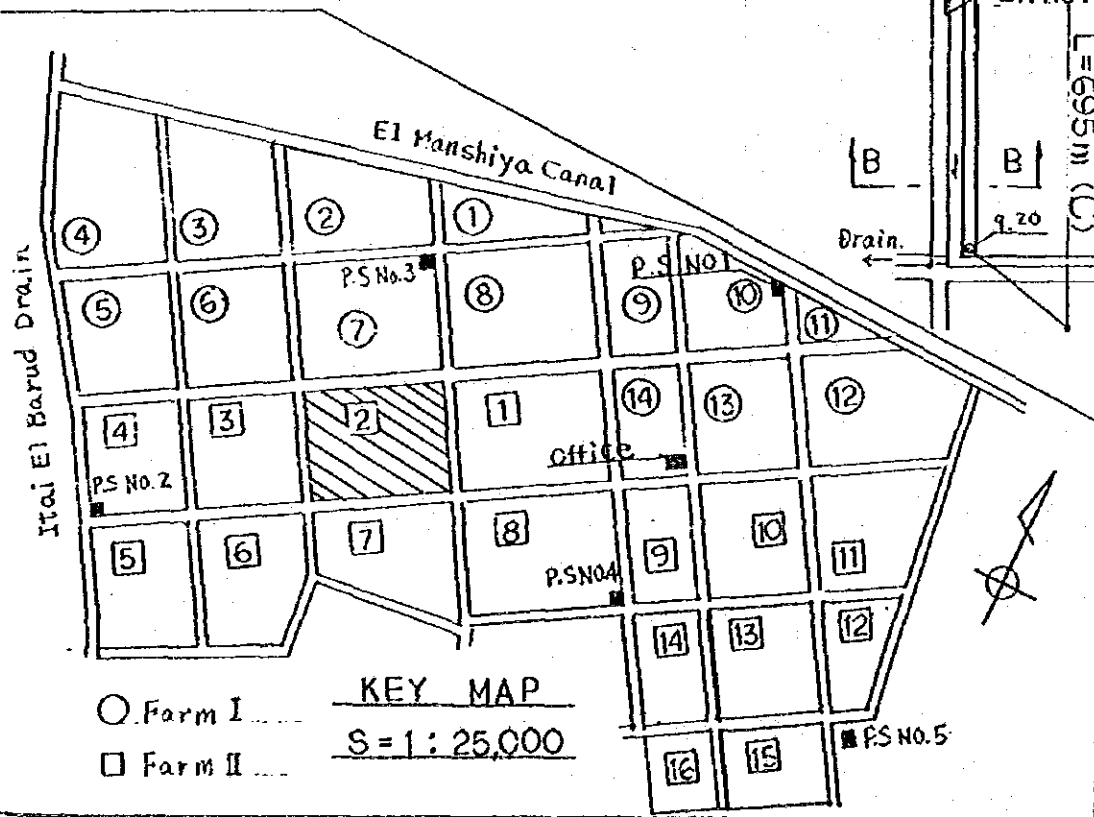 L=695m (C)
El Manshiya Canal
B B
9.20
Drain.
④ ③ ② ①
P.S No.3
P.S NO1
⑤ ⑥ ⑦ ⑧ ⑨ ⑩ ⑪
Itai El Barud Drain
4 3 2 1 ⑭ ⑬ ⑫
office
P.S No.2
5 6 7 8 9 10 11
P.S NO4
14 13 12
○ Farm I
KEY MAP
□ Farm II
S = 1 : 25,000
P.S NO.5
16 15